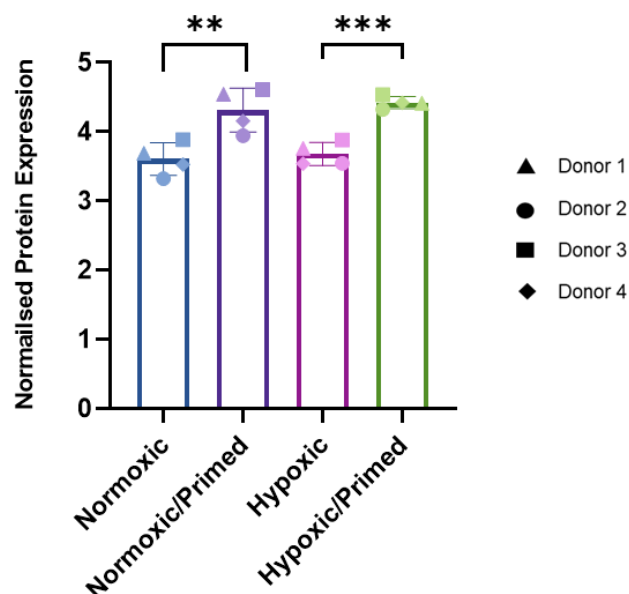 ** ***
Normailsed Protein Expression
5
4
3
2
1
0
Normoxic
Normoxic/Primed
Hypoxic
Hypoxic/Primed
Donor 1
Donor 2
Donor 3
Donor 4